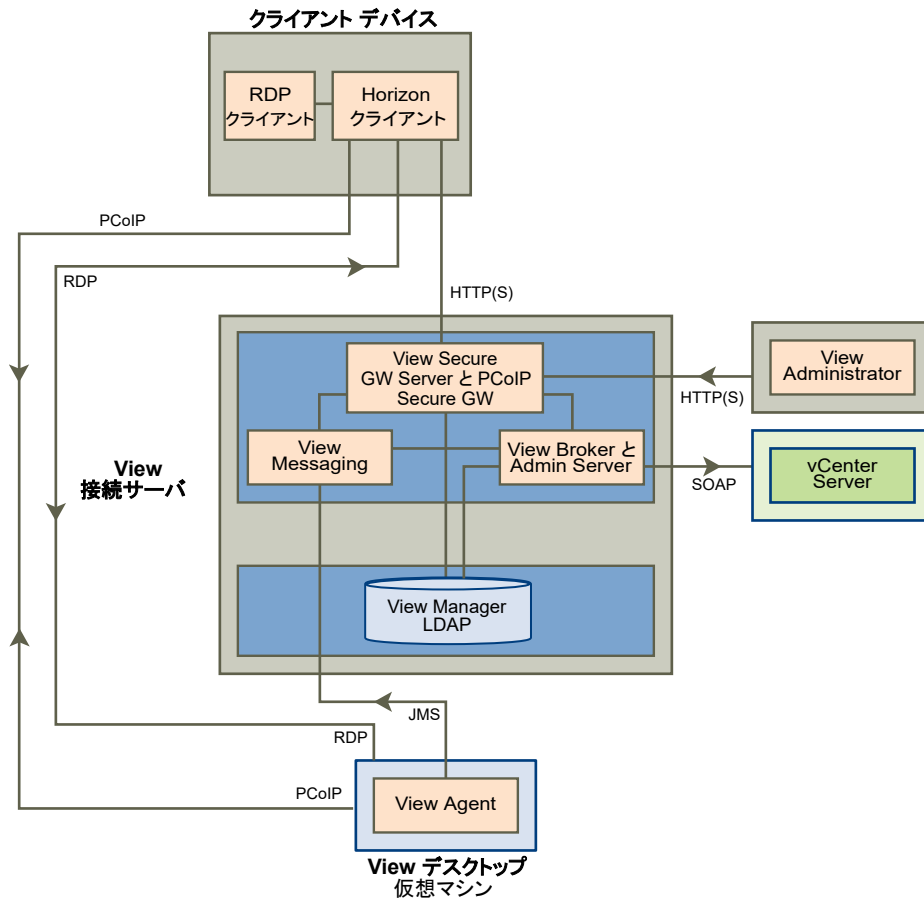 クライアント デバイス
RDP
クライアント
Horizon
クライアント
PCoIP
RDP
HTTP(S)
View Secure
GW Server と PCoIP
Secure GW
View
Administrator
HTTP(S)
View
Messaging
View Broker と
Admin Server
View
接続サーバ
SOAP
vCenter
Server
View Manager
LDAP
JMS
RDP
PCoIP
View Agent
View デスクトップ
仮想マシン